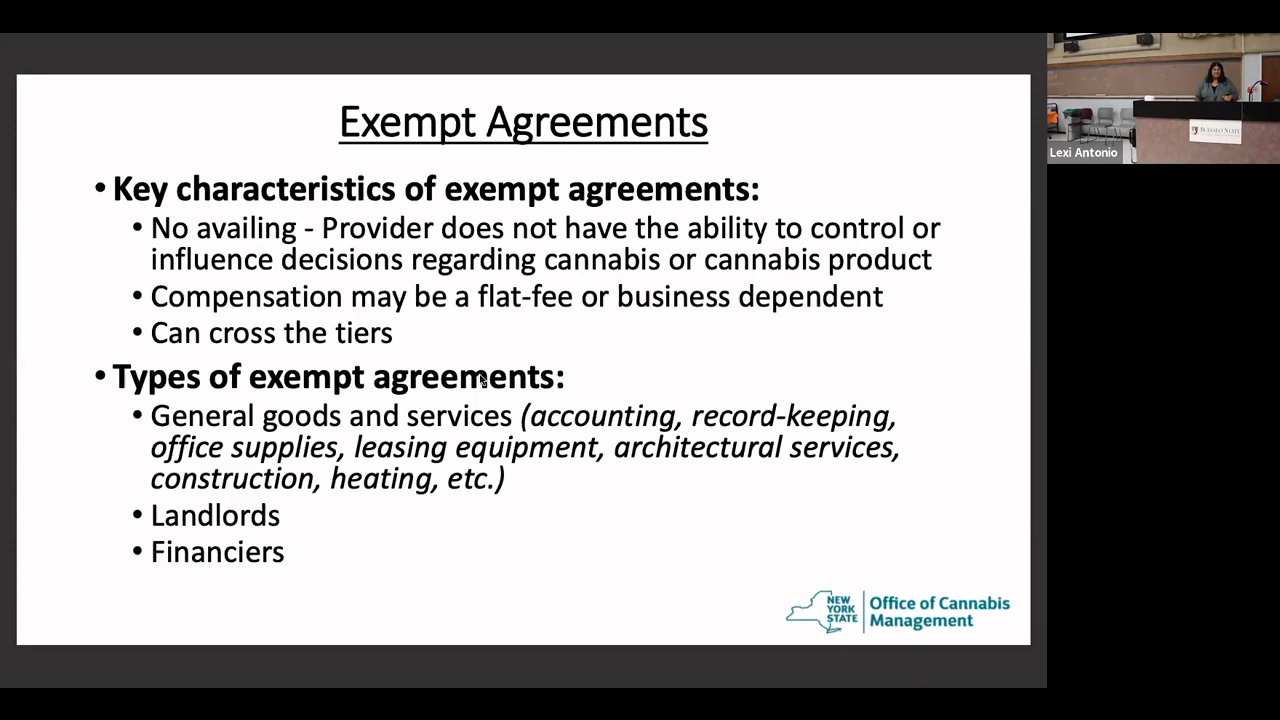 Exempt Agreements
• Key characteristics of exempt agreements:
• No availing - Provider does not have the ability to control or
influence decisions regarding cannabis or cannabis product
• Compensation may be a flat-fee or business dependent
• Can cross the tiers
• Types of exempt agreements:
• General goods and services (accounting, record-keeping,
office supplies, leasing equipment, architectural services,
construction, heating, etc.)
• Landlords
• Financiers
NEW
YORK
STATE
Office of Cannabis
Management
Lexi Antonio
BUFFALO STATE